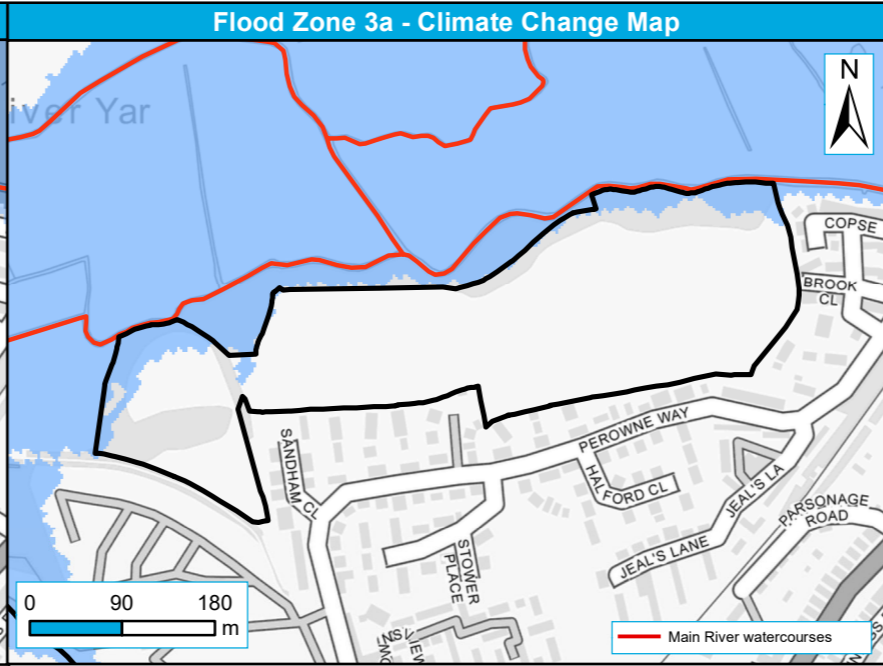 Flood Zone 3a - Climate Change Map
iver Yar
N
COPSE
BROOK
CL
PEROWNE WAY
SANDHAM CL
HALFORD CL
JEAL'S LA
PARSONAGE
ROAD
JEAL'S LANE
STOWER
PLACE
0 90 180
m
Main River watercourses